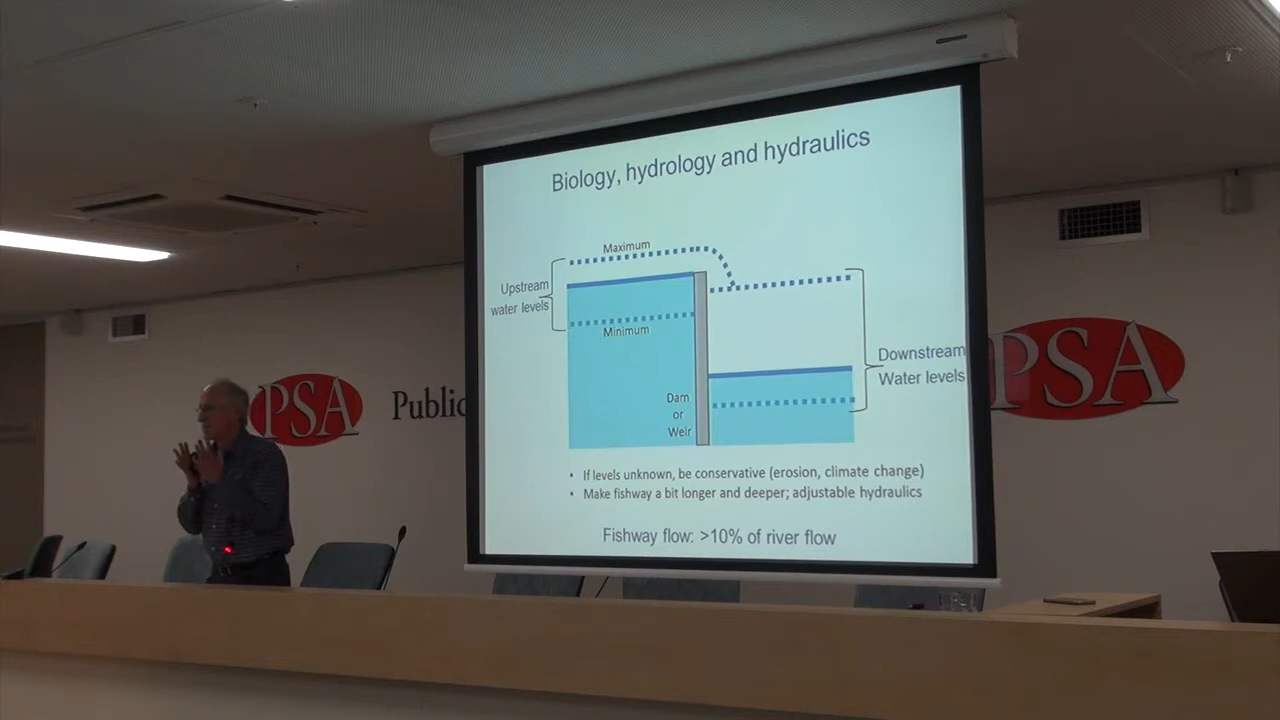 Biology, hydrology and hydraulics
Maximum
Upstream
water levels
Minimum
Downstream
Water levels
Dam
or
Weir
• If levels unknown, be conservative (erosion, climate change)
• Make fishway a bit longer and deeper; adjustable hydraulics
Fishway flow: >10% of river flow
PSA
Public
PSA